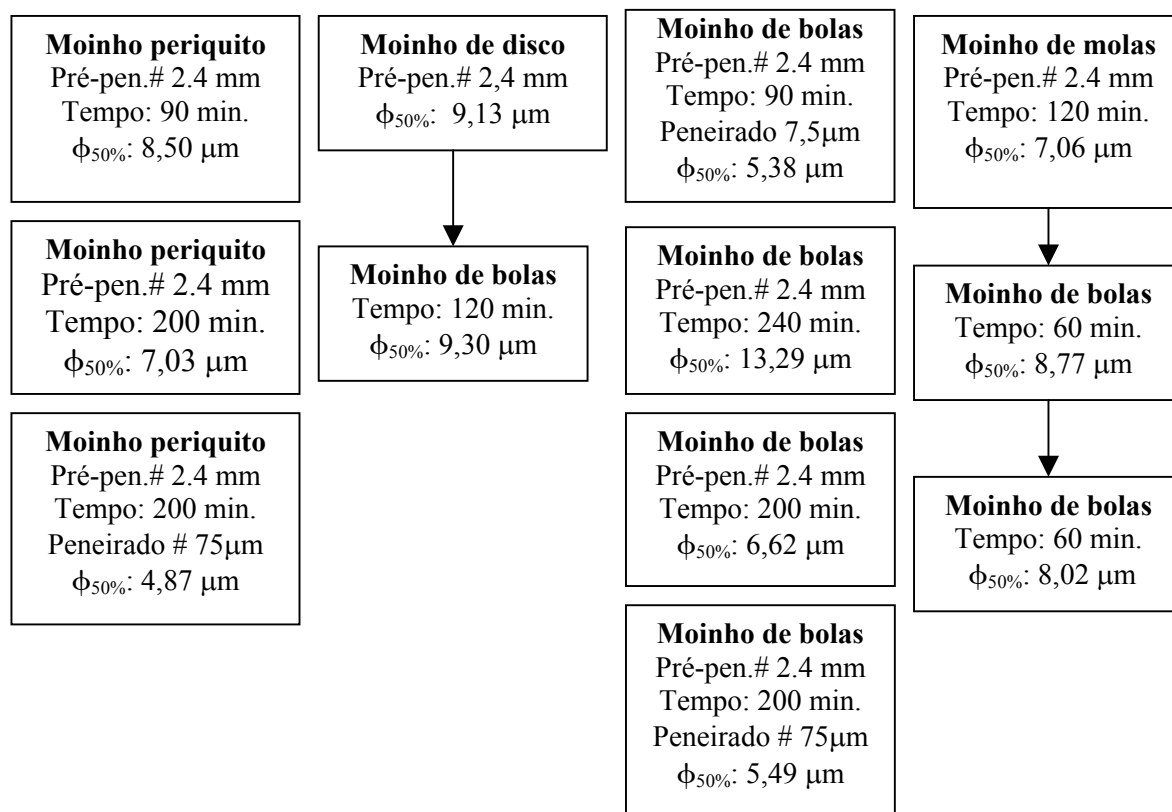 Moinho periquito
Pré-pen.# 2.4 mm
Tempo: 90 min.
ϕ50%: 8,50 μm
Moinho periquito
Pré-pen.# 2.4 mm
Tempo: 200 min.
ϕ50%: 7,03 μm
Moinho periquito
Pré-pen.# 2.4 mm
Tempo: 200 min.
Peneirado # 75μm
ϕ50%: 4,87 μm
Moinho de disco
Pré-pen.# 2,4 mm
ϕ50%: 9,13 μm
Moinho de bolas
Tempo: 120 min.
ϕ50%: 9,30 μm
Moinho de bolas
Pré-pen.# 2.4 mm
Tempo: 90 min.
Peneirado 7,5μm
ϕ50%: 5,38 μm
Moinho de bolas
Pré-pen.# 2.4 mm
Tempo: 240 min.
ϕ50%: 13,29 μm
Moinho de bolas
Pré-pen.# 2.4 mm
Tempo: 200 min.
ϕ50%: 6,62 μm
Moinho de bolas
Pré-pen.# 2.4 mm
Tempo: 200 min.
Peneirado # 75μm
ϕ50%: 5,49 μm
Moinho de molas
Pré-pen.# 2.4 mm
Tempo: 120 min.
ϕ50%: 7,06 μm
Moinho de bolas
Tempo: 60 min.
ϕ50%: 8,77 μm
Moinho de bolas
Tempo: 60 min.
ϕ50%: 8,02 μm